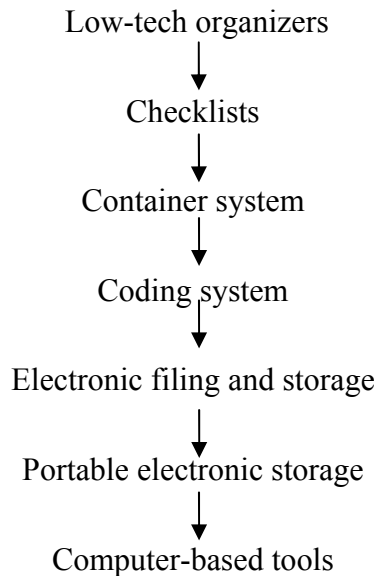 Low-tech organizers
Checklists
Container system
Coding system
Electronic filing and storage
Portable electronic storage
Computer-based tools